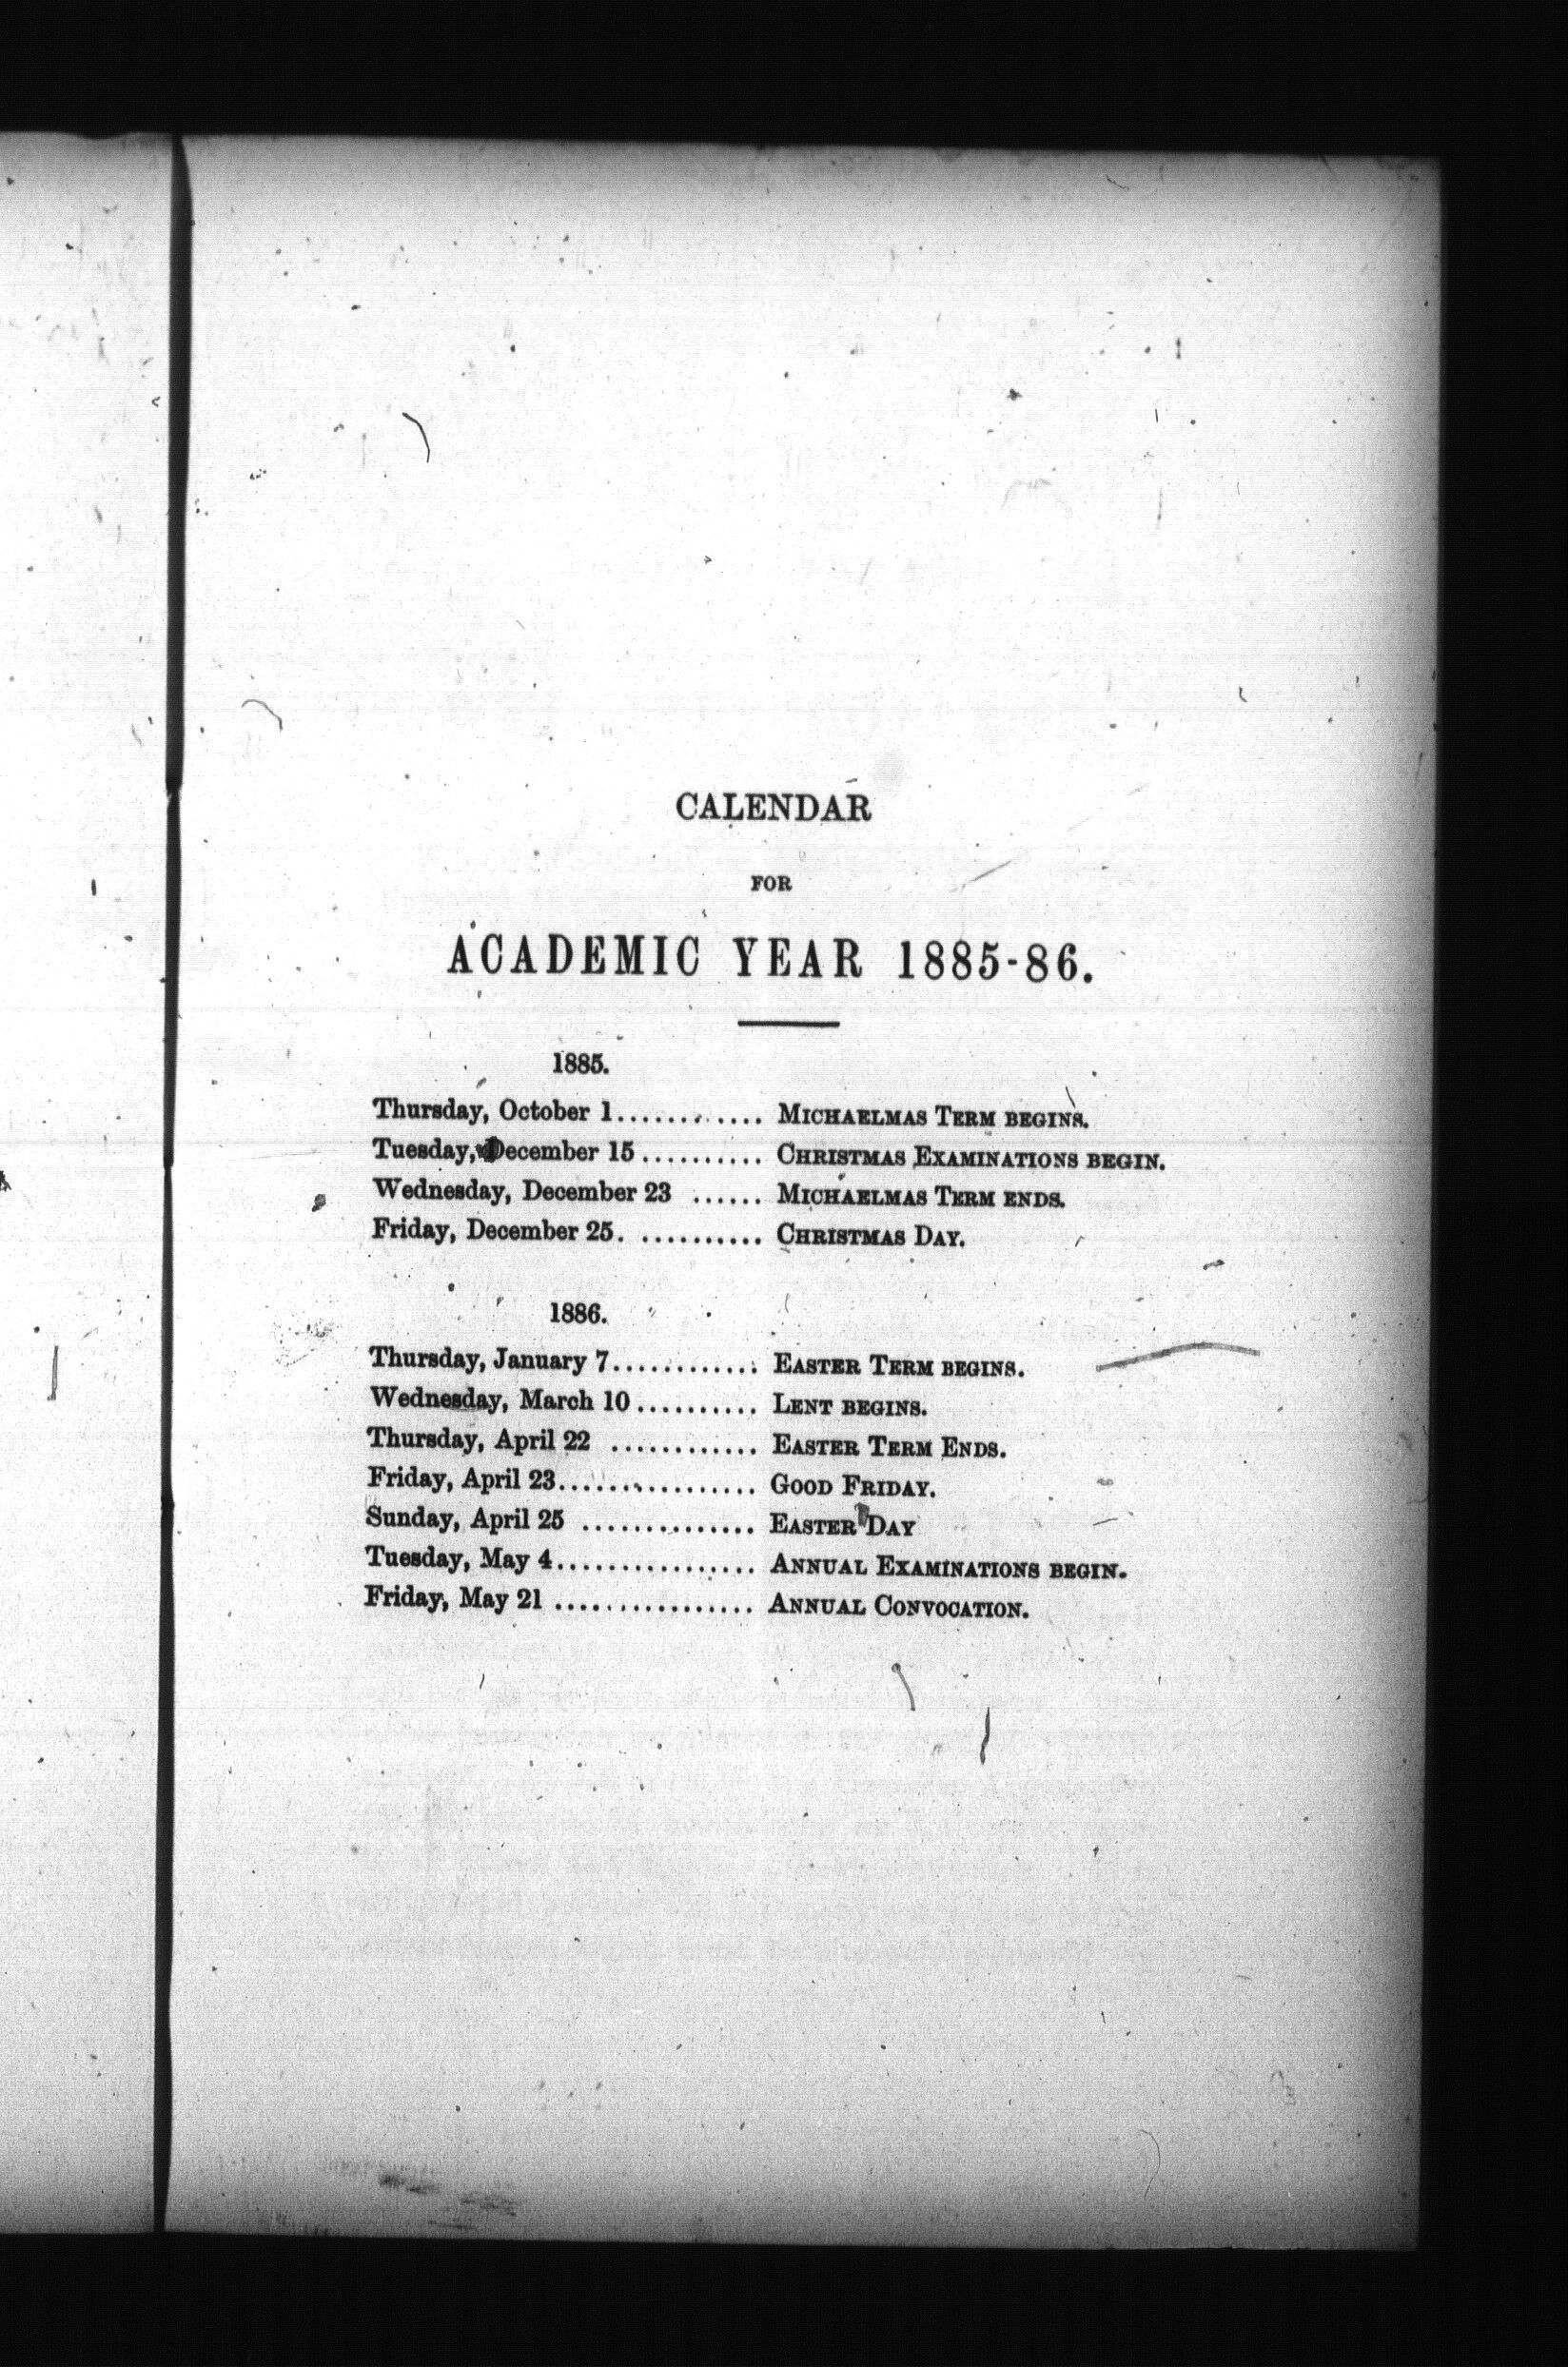 CALENDAR
FOR
ACADEMIC YEAR 1885-86.
1885.
Thursday, October 1............ MICHAELMAS TERM BEGINS.
Tuesday, December 15.......... CHRISTMAS EXAMINATIONS BEGIN.
Wednesday, December 23 ...... MICHAELMAS TERM ENDS.
Friday, December 25. .......... CHRISTMAS DAY.
1886.
Thursday, January 7............ EASTER TERM BEGINS.
Wednesday, March 10.......... LENT BEGINS.
Thursday, April 22 ............ EASTER TERM ENDS.
Friday, April 23................ GOOD FRIDAY.
Sunday, April 25 .............. EASTER DAY
Tuesday, May 4................ ANNUAL EXAMINATIONS BEGIN.
Friday, May 21 ................ ANNUAL CONVOCATION.